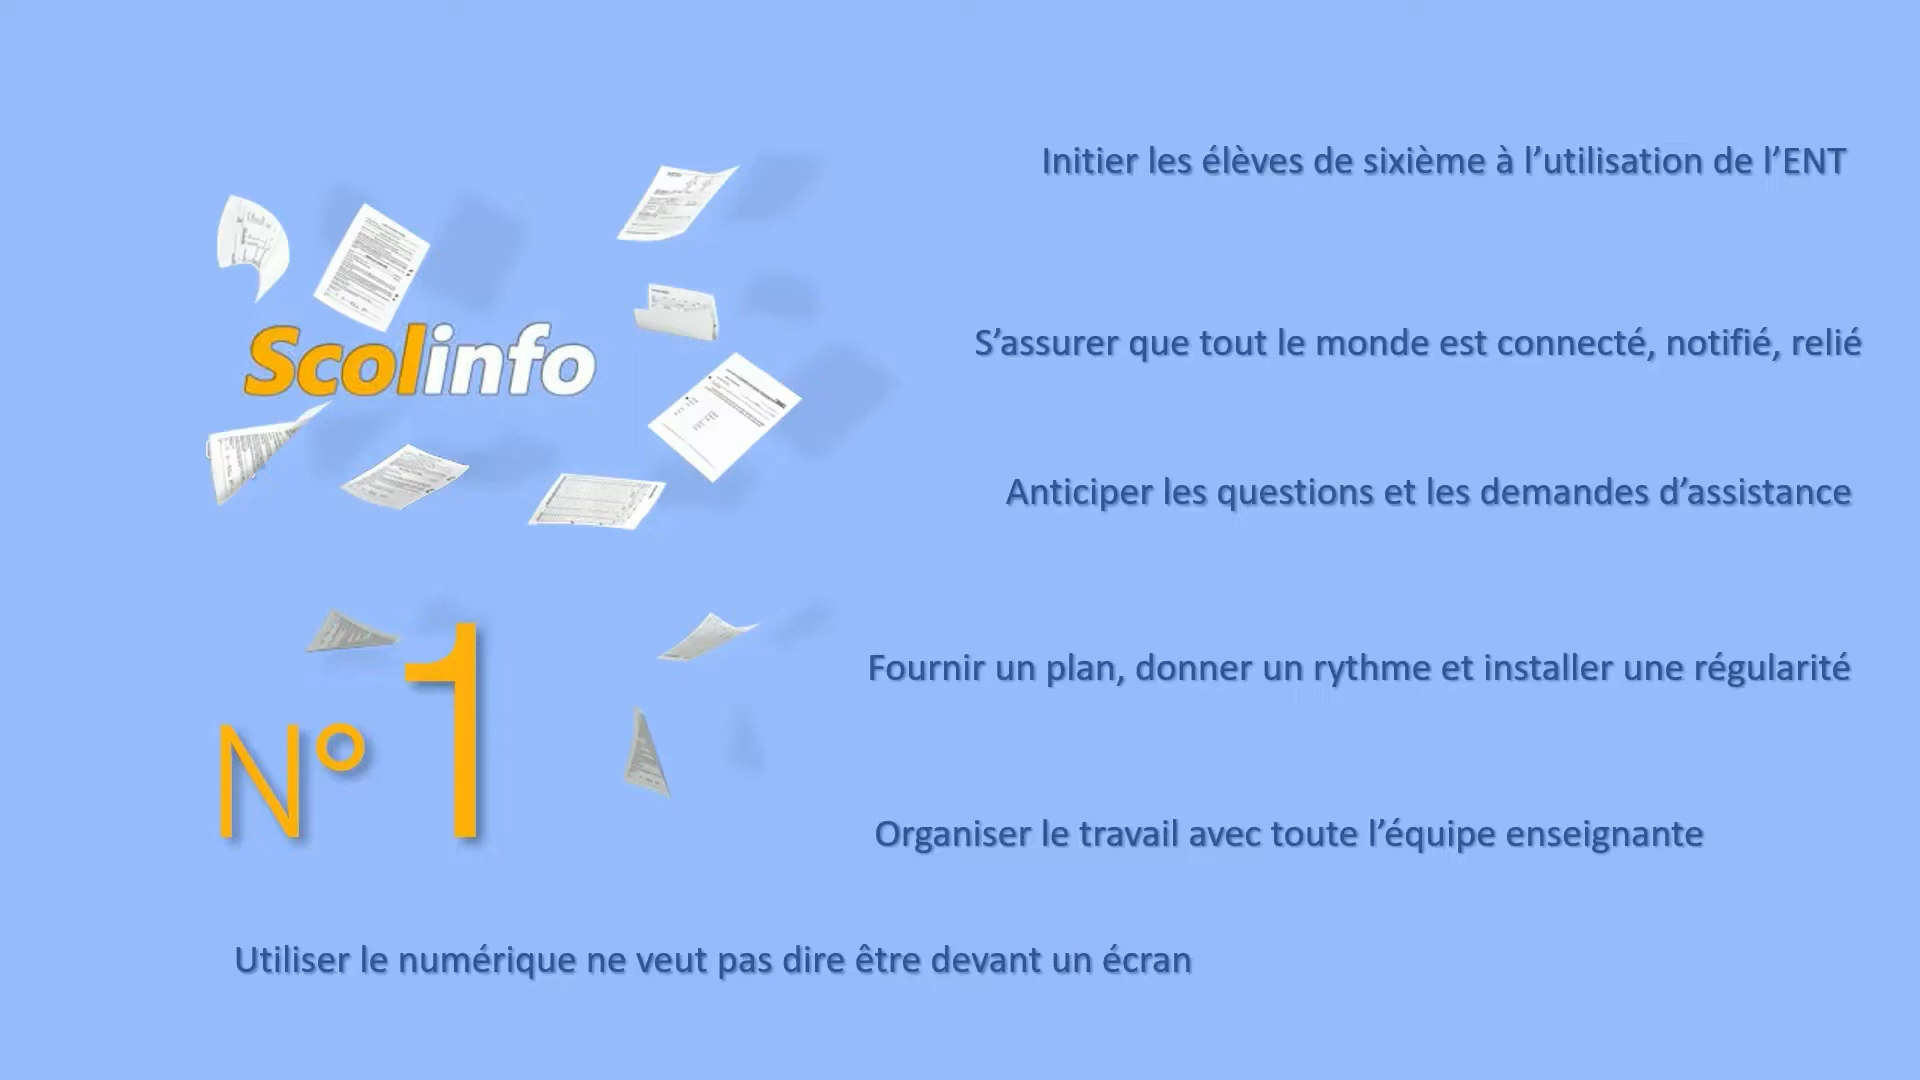 Initier les élèves de sixième à l’utilisation de l’ENT
Scolinfo
S’assurer que tout le monde est connecté, notifié, relié
Anticiper les questions et les demandes d’assistance
Fournir un plan, donner un rythme et installer une régularité
N° 1
Organiser le travail avec toute l’équipe enseignante
Utiliser le numérique ne veut pas dire être devant un écran